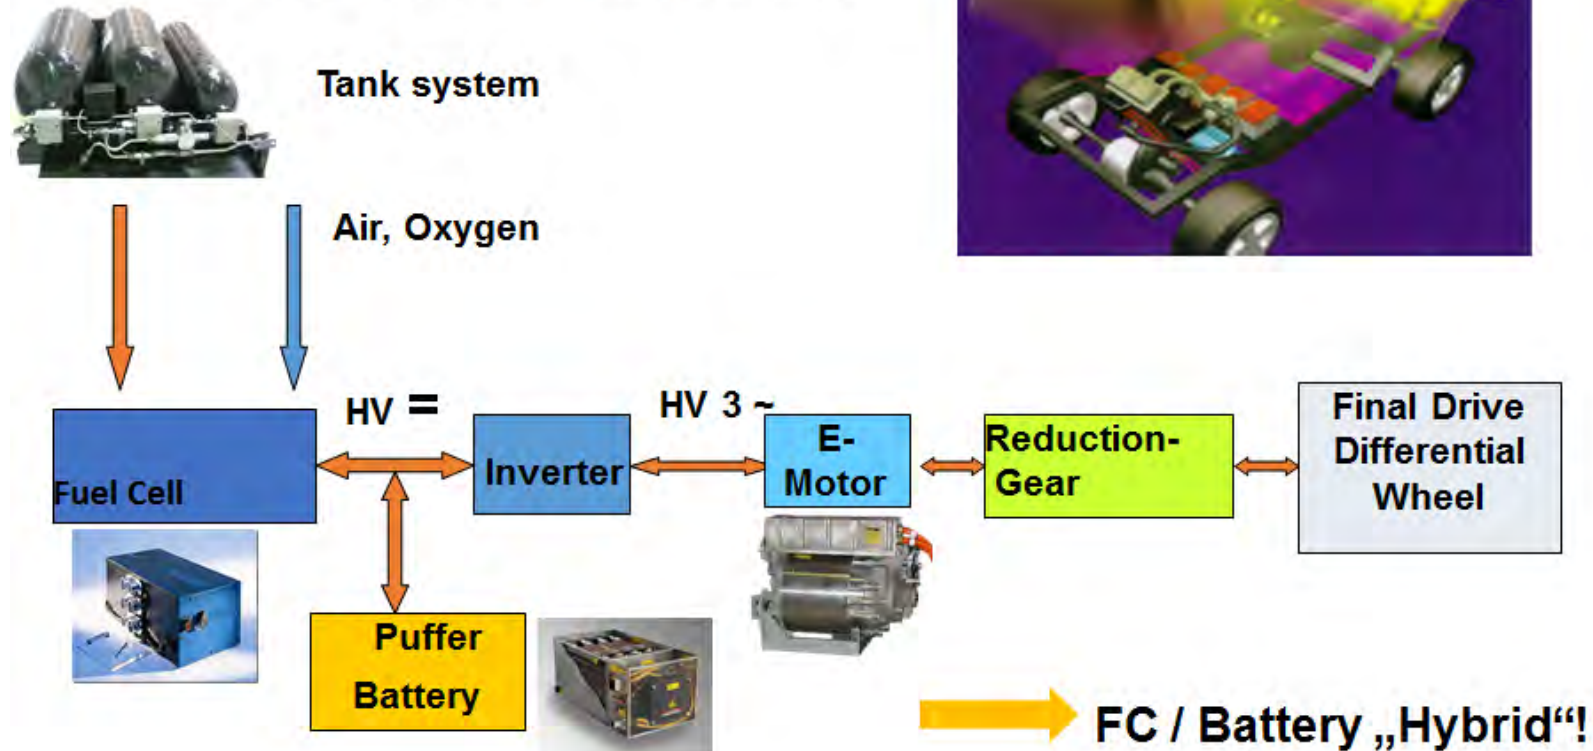 Tank system
Air, Oxygen
HV =
HV 3 ~
Fuel Cell
Inverter
E-
Motor
Reduction-
Gear
Final Drive
Differential
Wheel
Puffer
Battery
FC / Battery „Hybrid“!